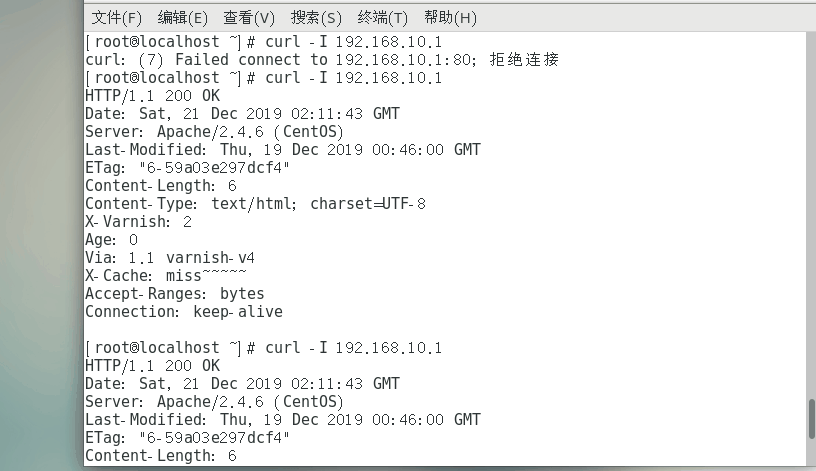 文件(F) 编辑(E) 查看(V) 搜索(S) 终端(T) 帮助(H)
[root@localhost ~]# curl -I 192.168.10.1
curl: (7) Failed connect to 192.168.10.1:80; 拒绝连接
[root@localhost ~]# curl -I 192.168.10.1
HTTP/1.1 200 OK
Date: Sat, 21 Dec 2019 02:11:43 GMT
Server: Apache/2.4.6 (CentOS)
Last-Modified: Thu, 19 Dec 2019 00:46:00 GMT
ETag: "6-59a03e297dcf4"
Content-Length: 6
Content-Type: text/html; charset=UTF-8
X-Varnish: 2
Age: 0
Via: 1.1 varnish-v4
X-Cache: miss~~~~~
Accept-Ranges: bytes
Connection: keep-alive
[root@localhost ~]# curl -I 192.168.10.1
HTTP/1.1 200 OK
Date: Sat, 21 Dec 2019 02:11:43 GMT
Server: Apache/2.4.6 (CentOS)
Last-Modified: Thu, 19 Dec 2019 00:46:00 GMT
ETag: "6-59a03e297dcf4"
Content-Length: 6